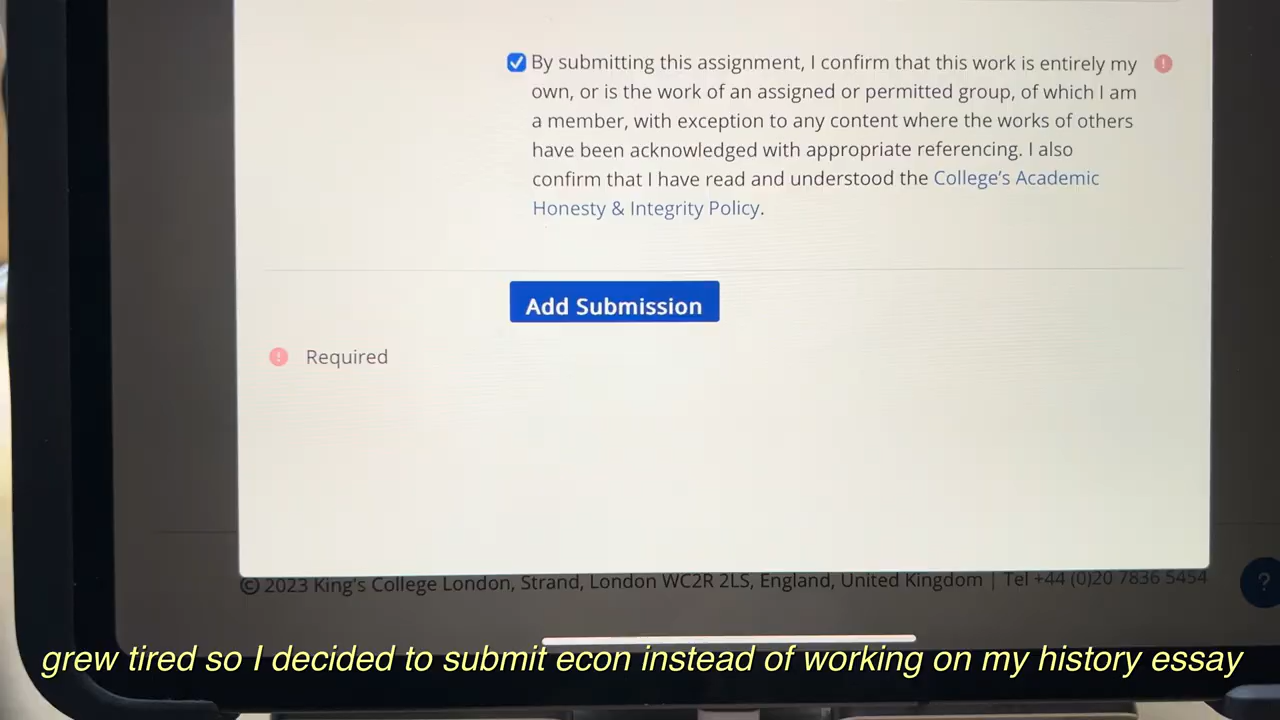 By submitting this assignment, I confirm that this work is entirely my
own, or is the work of an assigned or permitted group, of which I am
a member, with exception to any content where the works of others
have been acknowledged with appropriate referencing. I also
confirm that I have read and understood the College's Academic
Honesty & Integrity Policy.
Add Submission
Required
© 2023 King's College London, Strand, London WC2R 2LS, England, United Kingdom | Tel +44 (0)20 7836 5454
?
grew tired so I decided to submit econ instead of working on my history essay